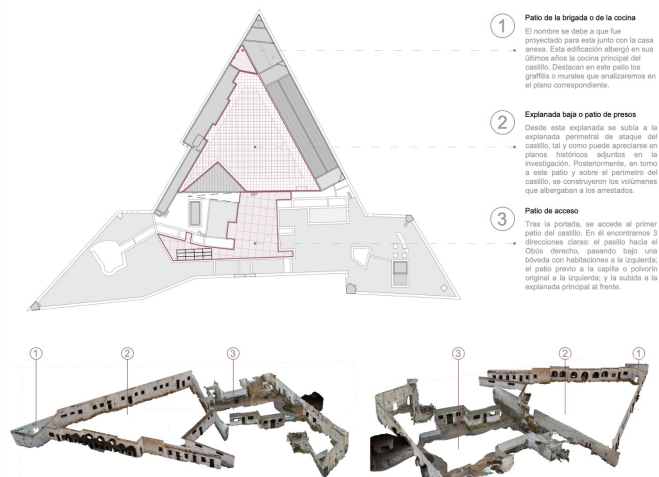 1
Patio de la brigada o de la cocina
El nombre se debe a que fue
proyectado para esta junto con la casa
anexa. Esta edificación albergó en sus
últimos años la cocina principal del
castillo. Destacan en este patio los
graffitis o murales que analizaremos en
el plano correspondiente.
2
Explanada baja o patio de presos
Desde esta explanada se subía a la
explanada perimetral de ataque del
castillo, tal y como puede apreciarse en
planos históricos adjuntos en la
investigación. Posteriormente, en torno
a este patio y sobre el perímetro del
castillo, se construyeron los volúmenes
que albergaban a los arrestados.
3
Patio de acceso
Tras la portada, se accede al primer
patio del castillo. En él encontramos 3
direcciones claras: el pasillo hacia el
Obús derecho, pasando bajo una
bóveda con habitaciones a la izquierda;
el patio previo a la capilla o polvorín
original a la izquierda; y la subida a la
explanada principal al frente.
1
2
3
3
2
1